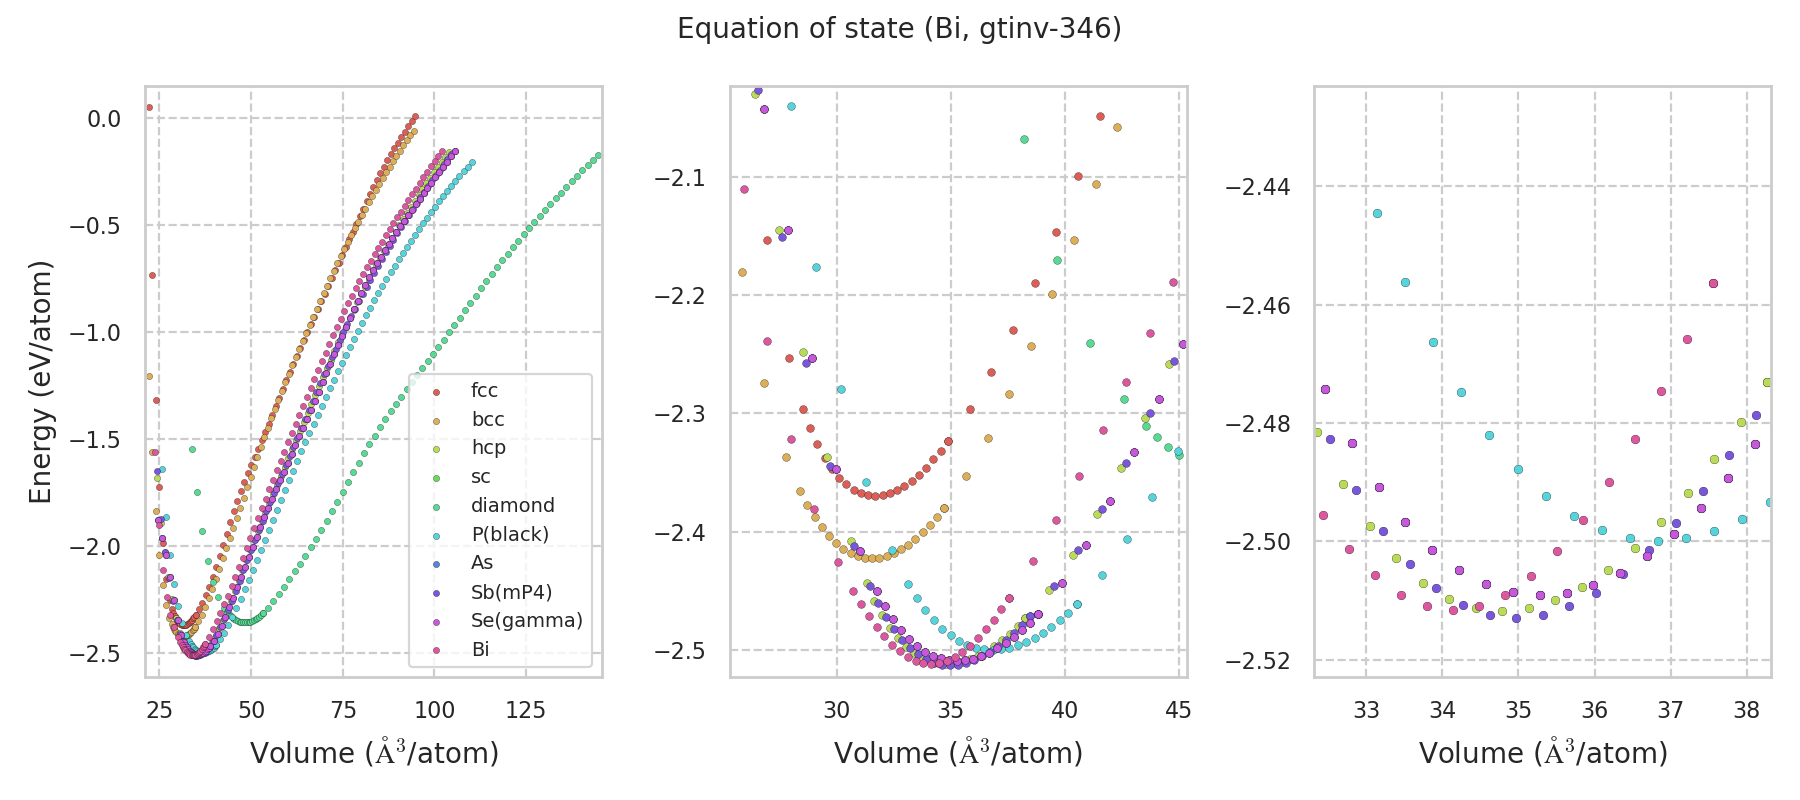 Equation of state (Bi, gtinv-346)
Energy (eV/atom)
0.0
−0.5
−1.0
−1.5
−2.0
−2.5
25 50 75 100 125
Volume (Å³/atom)
fcc
bcc
hcp
sc
diamond
P(black)
As
Sb(mP4)
Se(gamma)
Bi
−2.1
−2.2
−2.3
−2.4
−2.5
30 35 40 45
Volume (Å³/atom)
−2.44
−2.46
−2.48
−2.50
−2.52
33 34 35 36 37 38
Volume (Å³/atom)